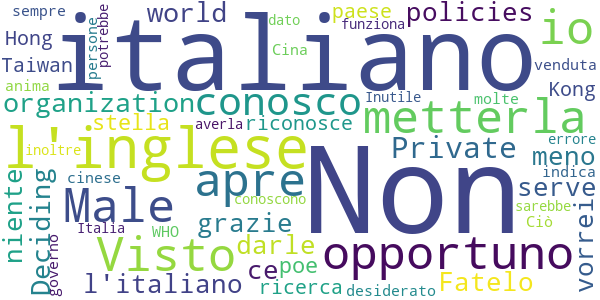 sempre
Hong
Taiwan
world
persone
potrebbe
italiano
dato
Cina
paese
funziona
policies
io
venduta
Kong
anima
organization
conosco
Inutile
molte
metterla
stella
averla
riconosce
errore
l'inglese
inoltre
Private
meno
indica
niente
Deciding
cinese
Male
apre
conoscono
Non
serve
sarebbe
Ciò
vorrei
Italia
WHO
grazie
governo
Visto
darle
opportuno
l'italiano
ce
poe
ricerca
desiderato
Fatelo